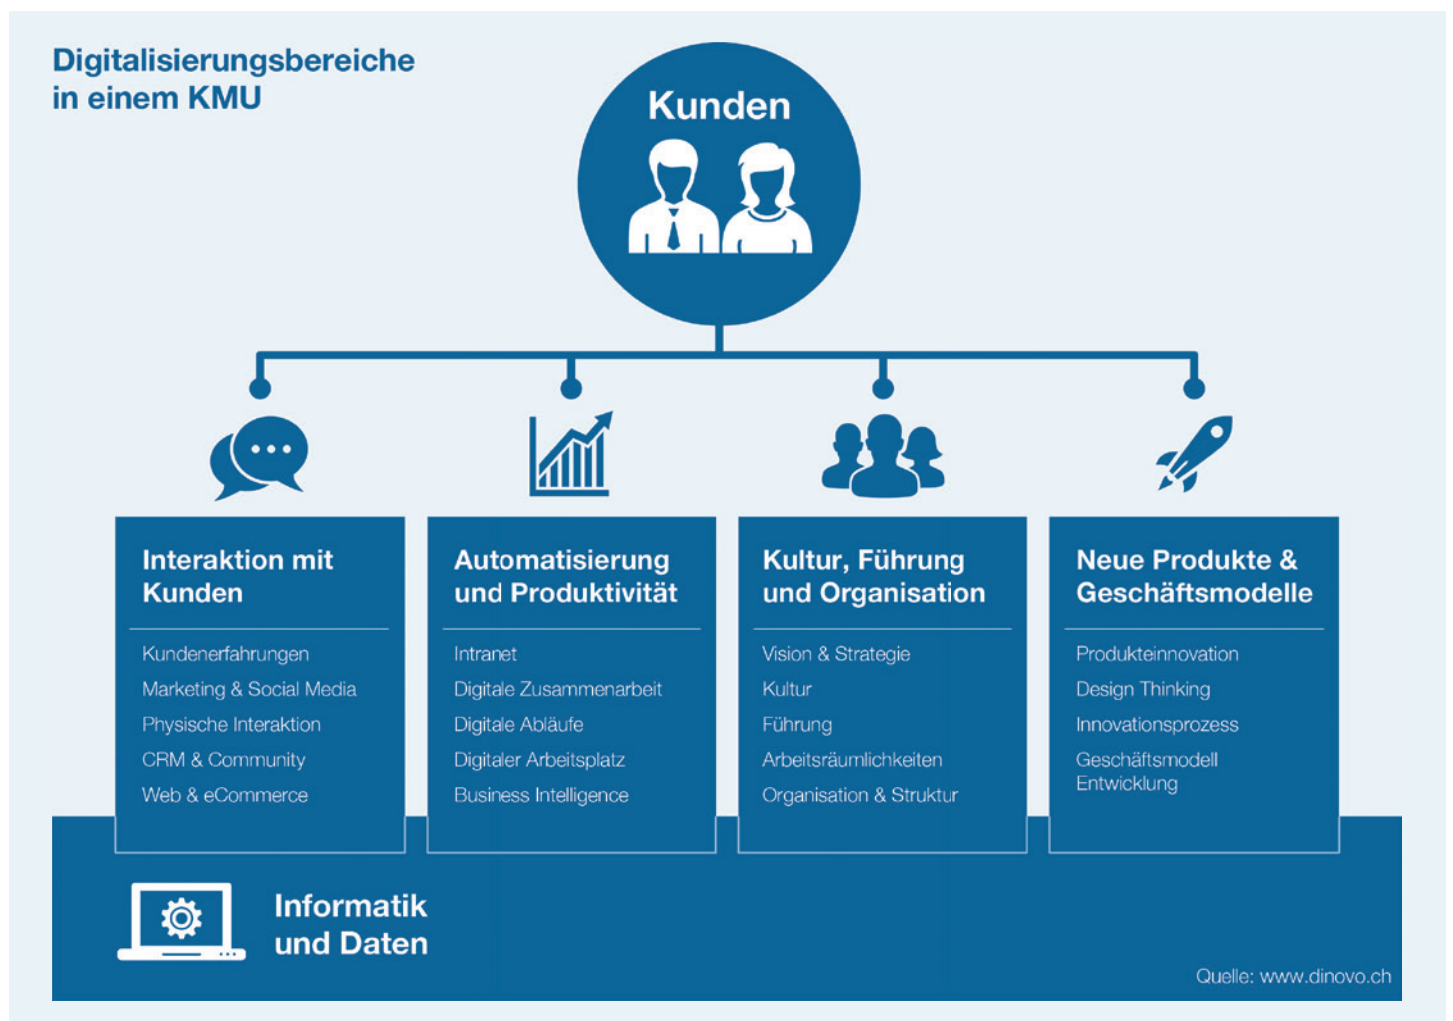 Digitalisierungsbereiche
in einem KMU
Kunden
Interaktion mit
Kunden
Kundenerfahrungen
Marketing & Social Media
Physische Interaktion
CRM & Community
Web & eCommerce
Automatisierung
und Produktivität
Intranet
Digitale Zusammenarbeit
Digitale Abläufe
Digitaler Arbeitsplatz
Business Intelligence
Kultur, Führung
und Organisation
Vision & Strategie
Kultur
Führung
Arbeitsräumlichkeiten
Organisation & Struktur
Neue Produkte &
Geschäftsmodelle
Produkteinnovation
Design Thinking
Innovationsprozess
Geschäftsmodell
Entwicklung
Informatik
und Daten
Quelle: www.dinovo.ch